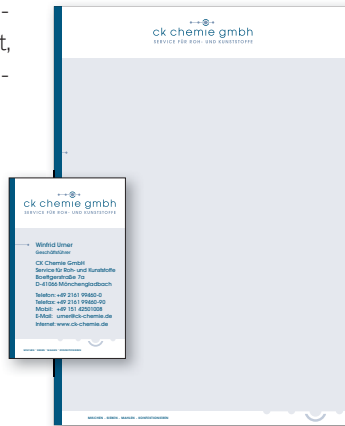 -
t,
-
ck chemie gmbh
SERVICE FÜR ROH- UND KUNSTSTOFFE
ck chemie gmbh
SERVICE FÜR ROH- UND KUNSTSTOFFE
Winfrid Urner
Geschäftsführer
CK Chemie GmbH
Service für Roh- und Kunststoffe
Boettgerstraße 7a
D-41066 Mönchengladbach
Telefon: +49 2161 99460-0
Telefax: +49 2161 99460-90
Mobil: +49 151 42501008
E-Mail: urner@ck-chemie.de
Internet: www.ck-chemie.de